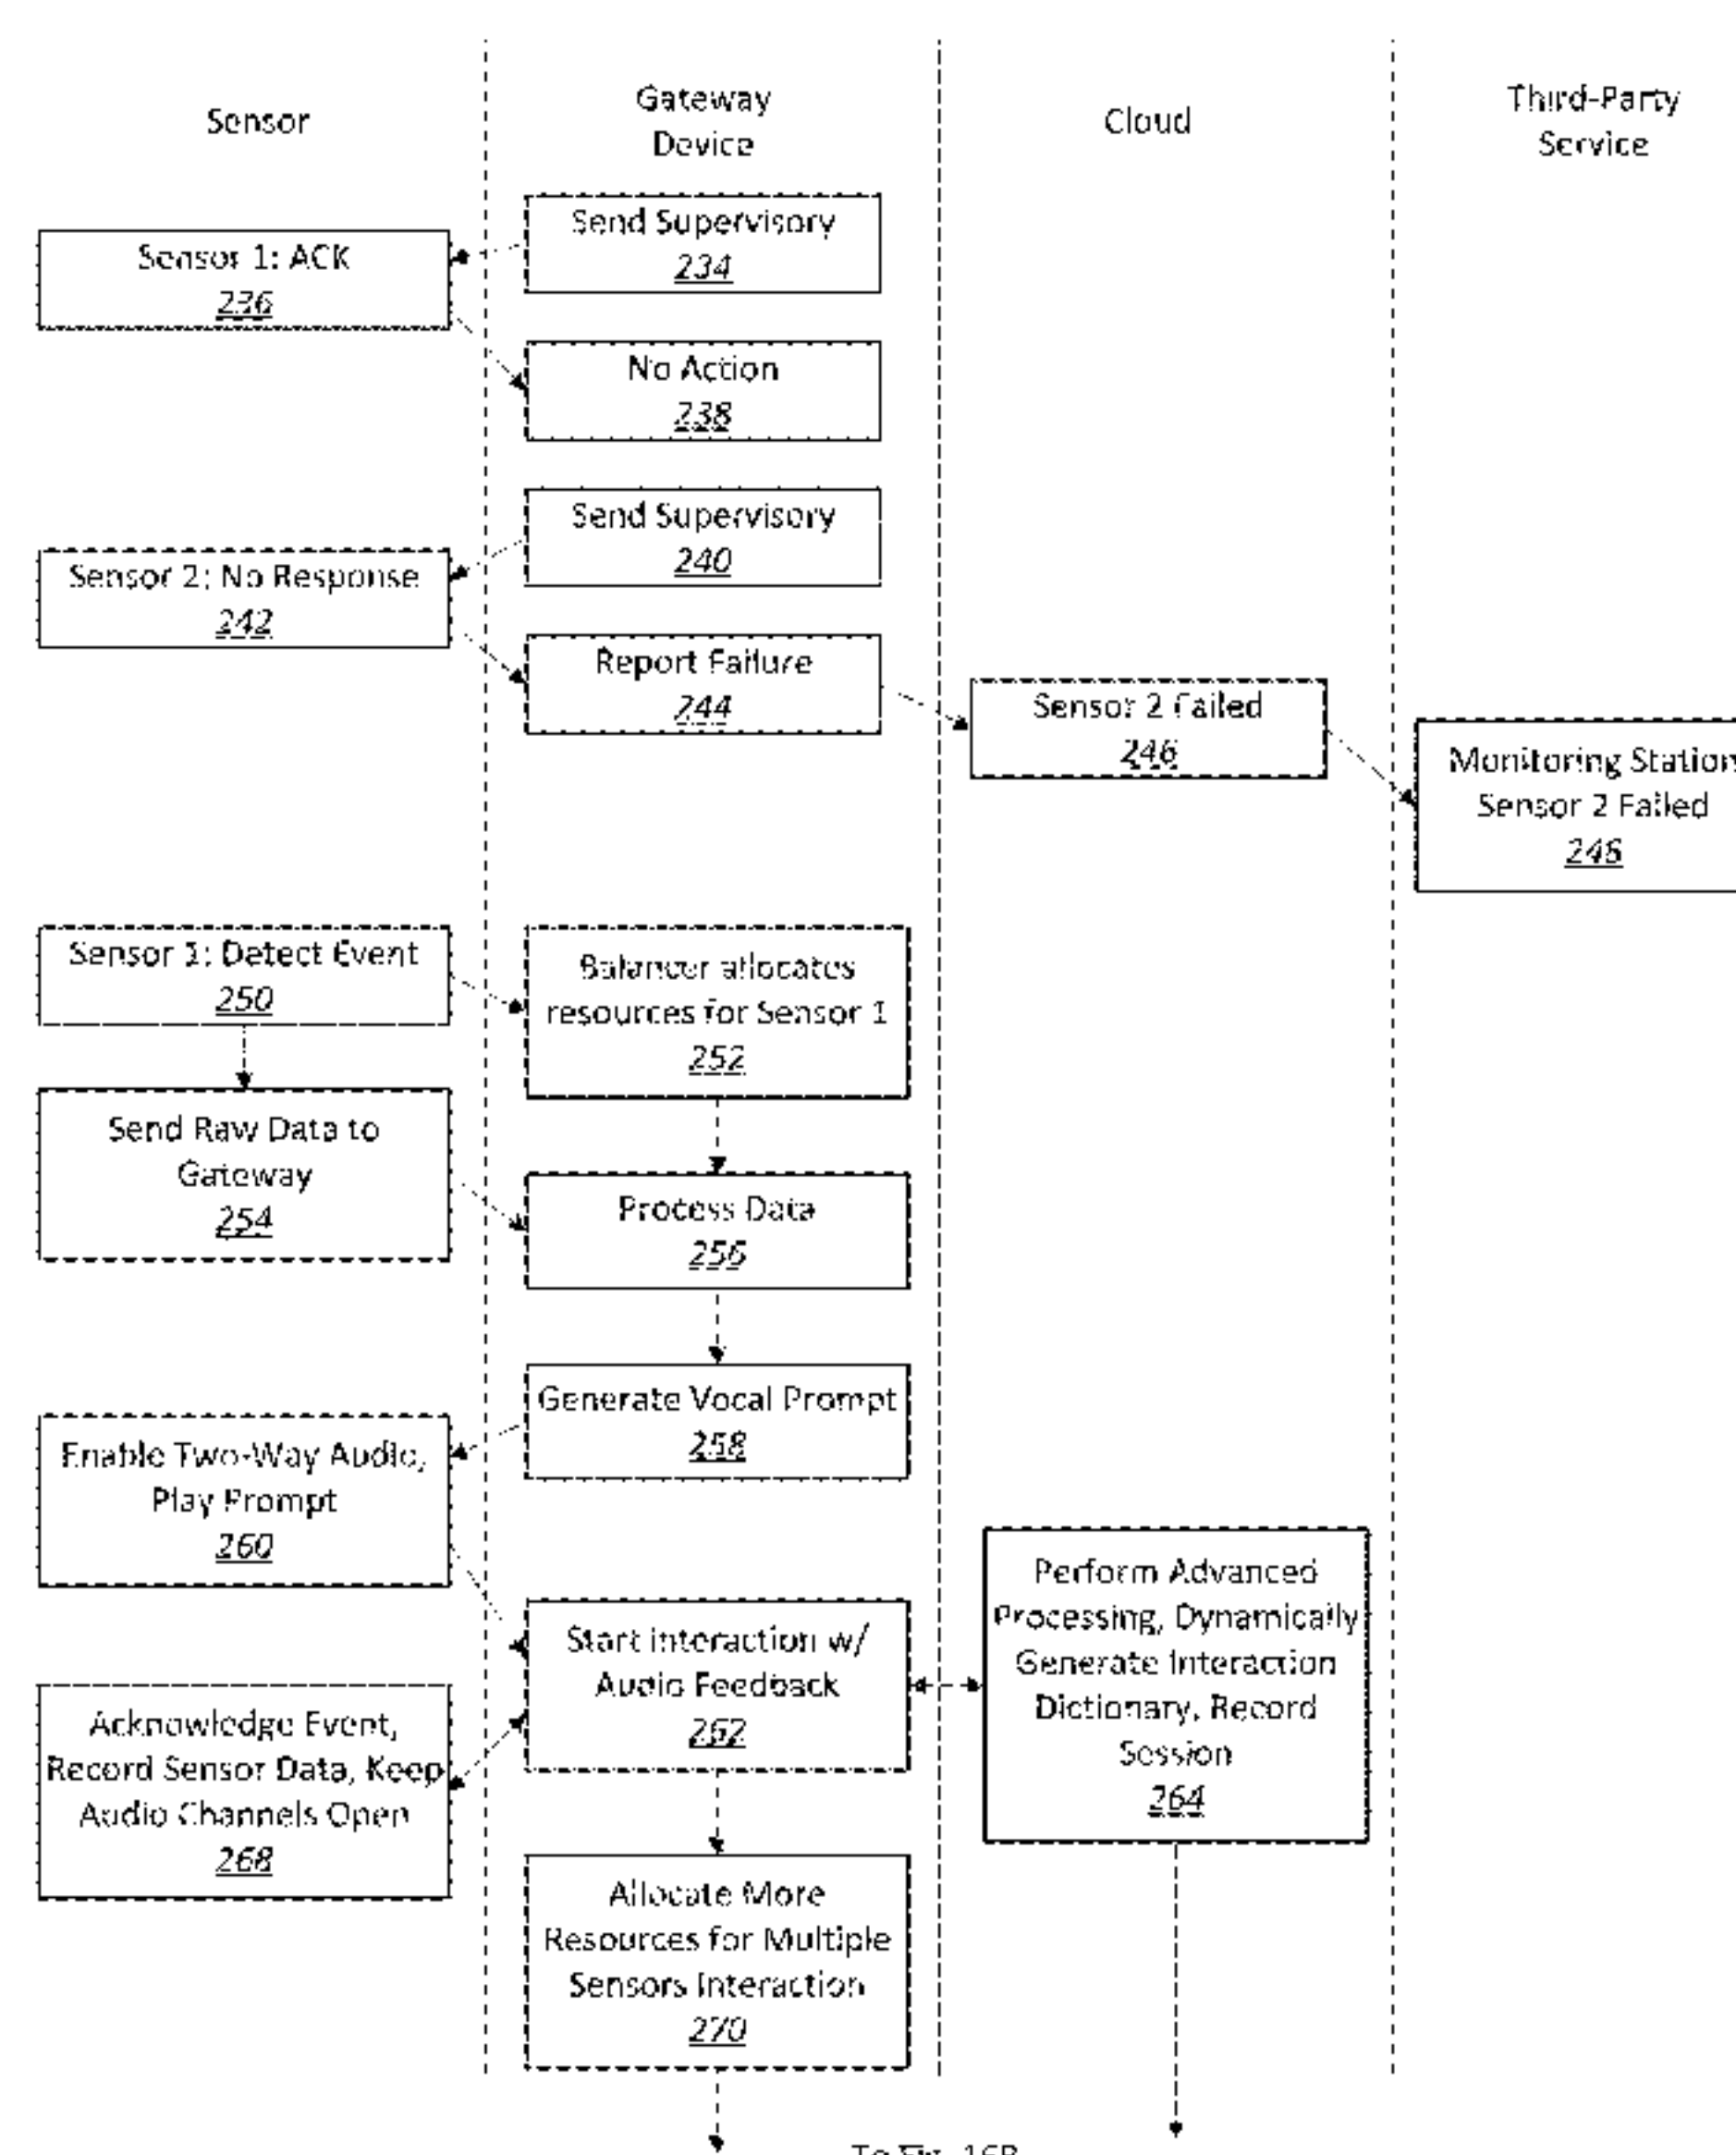 Sensor
Gateway
Device
Cloud
Third-Party
Service
Send Supervisory
234
Sensor 1: ACK
236
No Action
238
Send Supervisory
240
Sensor 2: No Response
242
Report Failure
244
Sensor 2 Failed
246
Monitoring Station
Sensor 2 Failed
248
Sensor 1: Detect Event
250
Balancer allocates
resources for Sensor 1
252
Send Raw Data to
Gateway
254
Process Data
256
Generate Vocal Prompt
258
Enable Two-Way Audio,
Play Prompt
260
Start interaction w/
Audio Feedback
262
Perform Advanced
Processing, Dynamically
Generate Interaction
Dictionary, Record
Session
264
Acknowledge Event,
Record Sensor Data, Keep
Audio Channels Open
268
Allocate More
Resources for Multiple
Sensors Interaction
270
To Fig. 16B